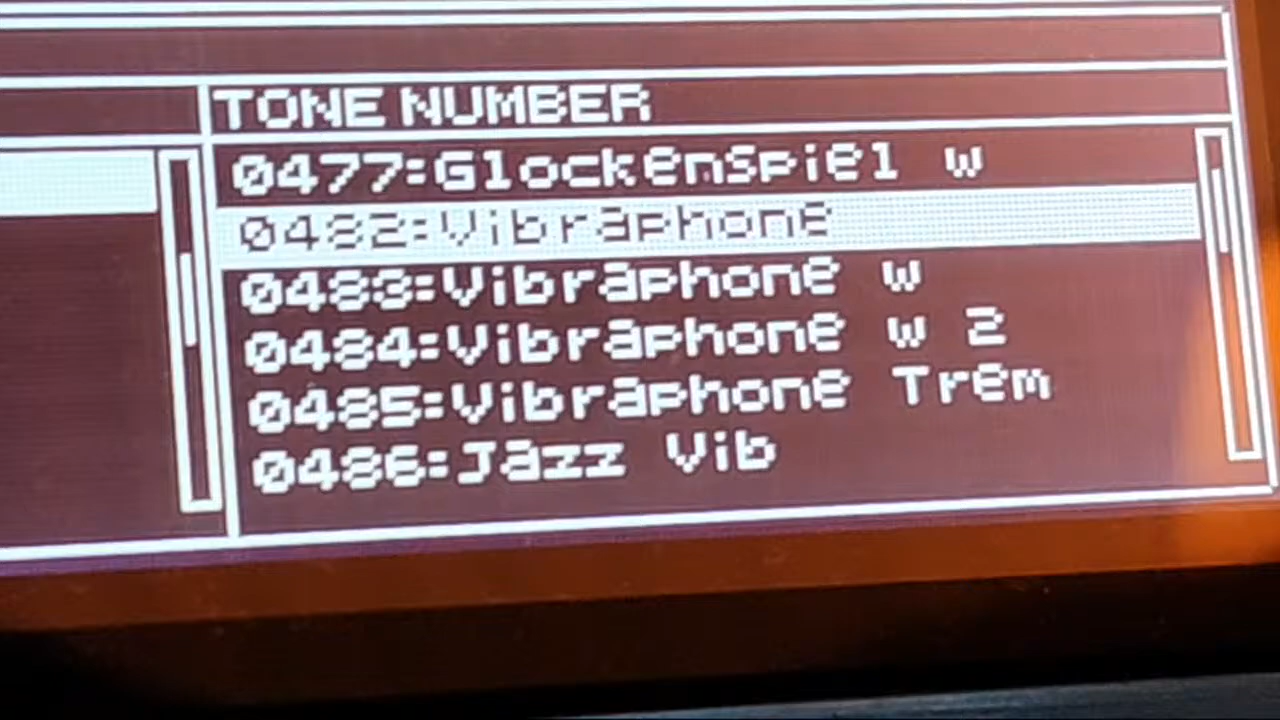 TONE NUMBER
0477:Glockenspiel w
0482:Vibraphone
0483:Vibraphone w
0484:Vibraphone w 2
0485:Vibraphone Trem
0486:Jazz Vib